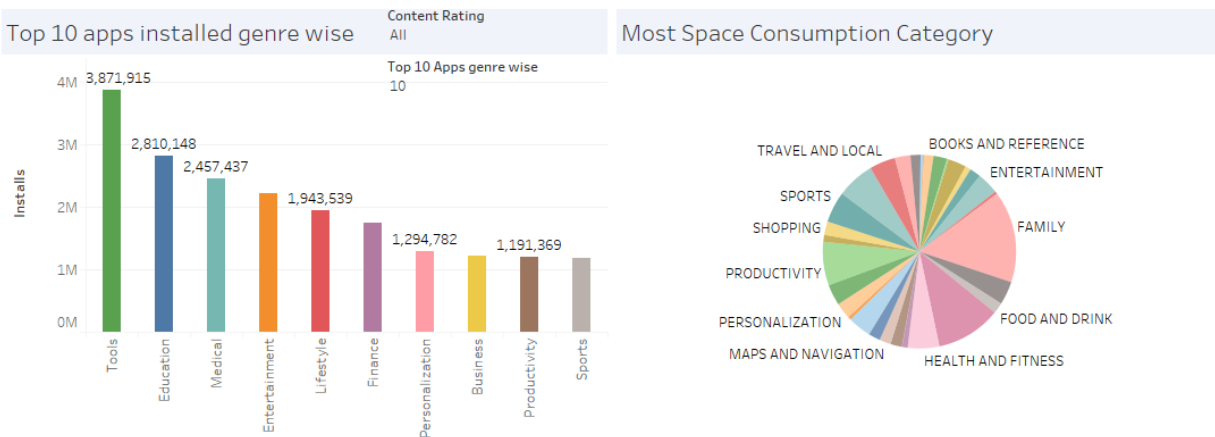 Top 10 apps installed genre wise
Content Rating
All
Top 10 Apps genre wise
10
Installs
4M
3M
2M
1M
0M
3,871,915
2,810,148
2,457,437
1,943,539
1,294,782
1,191,369
Tools
Education
Medical
Entertainment
Lifestyle
Finance
Personalization
Business
Productivity
Sports
Most Space Consumption Category
TRAVEL AND LOCAL
BOOKS AND REFERENCE
ENTERTAINMENT
SPORTS
FAMILY
SHOPPING
PRODUCTIVITY
PERSONALIZATION
FOOD AND DRINK
MAPS AND NAVIGATION
HEALTH AND FITNESS